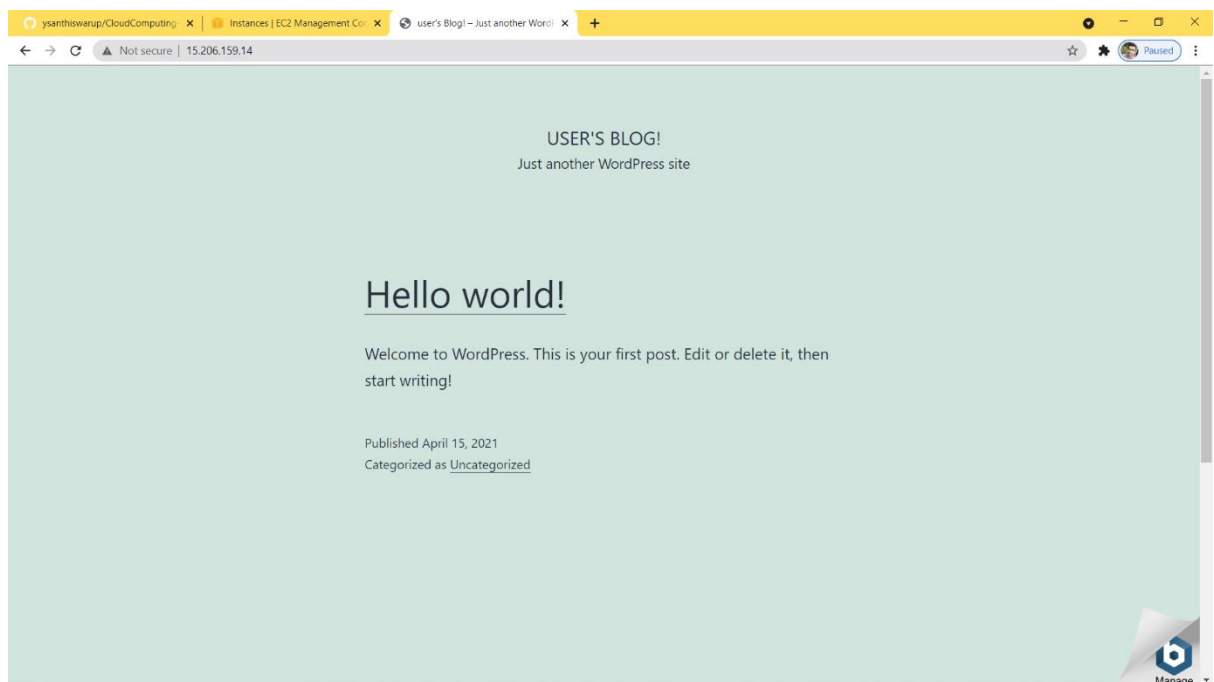 ysanthiswarup/CloudComputing-
Instances | EC2 Management Con
user's Blog! – Just another Word
Not secure | 15.206.159.14
Paused
USER'S BLOG!
Just another WordPress site
Hello world!
Welcome to WordPress. This is your first post. Edit or delete it, then
start writing!
Published April 15, 2021
Categorized as Uncategorized
Manage